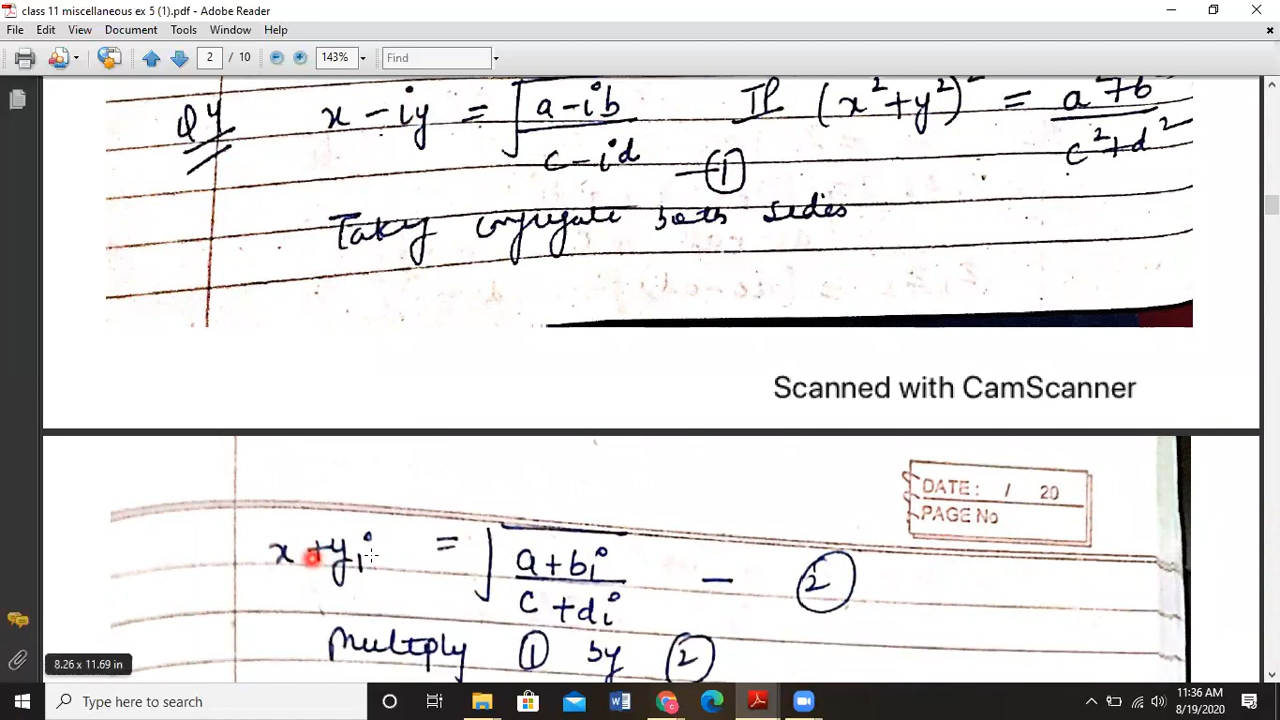 class 11 miscellaneous ex 5 (1).pdf - Adobe Reader
File Edit View Document Tools Window Help
2 / 10 143% Find
Q4 x - iy = √(a-ib / c-id) — ① TP (x²+y²)² = a²+b² / c²+d²
Taking conjugate both sides
Scanned with CamScanner
DATE : / 20
PAGE No
x + yi = √(a+bi / c+di) — ②
Multiply ① by ②
8.26 x 11.69 in
Type here to search
11:36 AM
8/19/2020